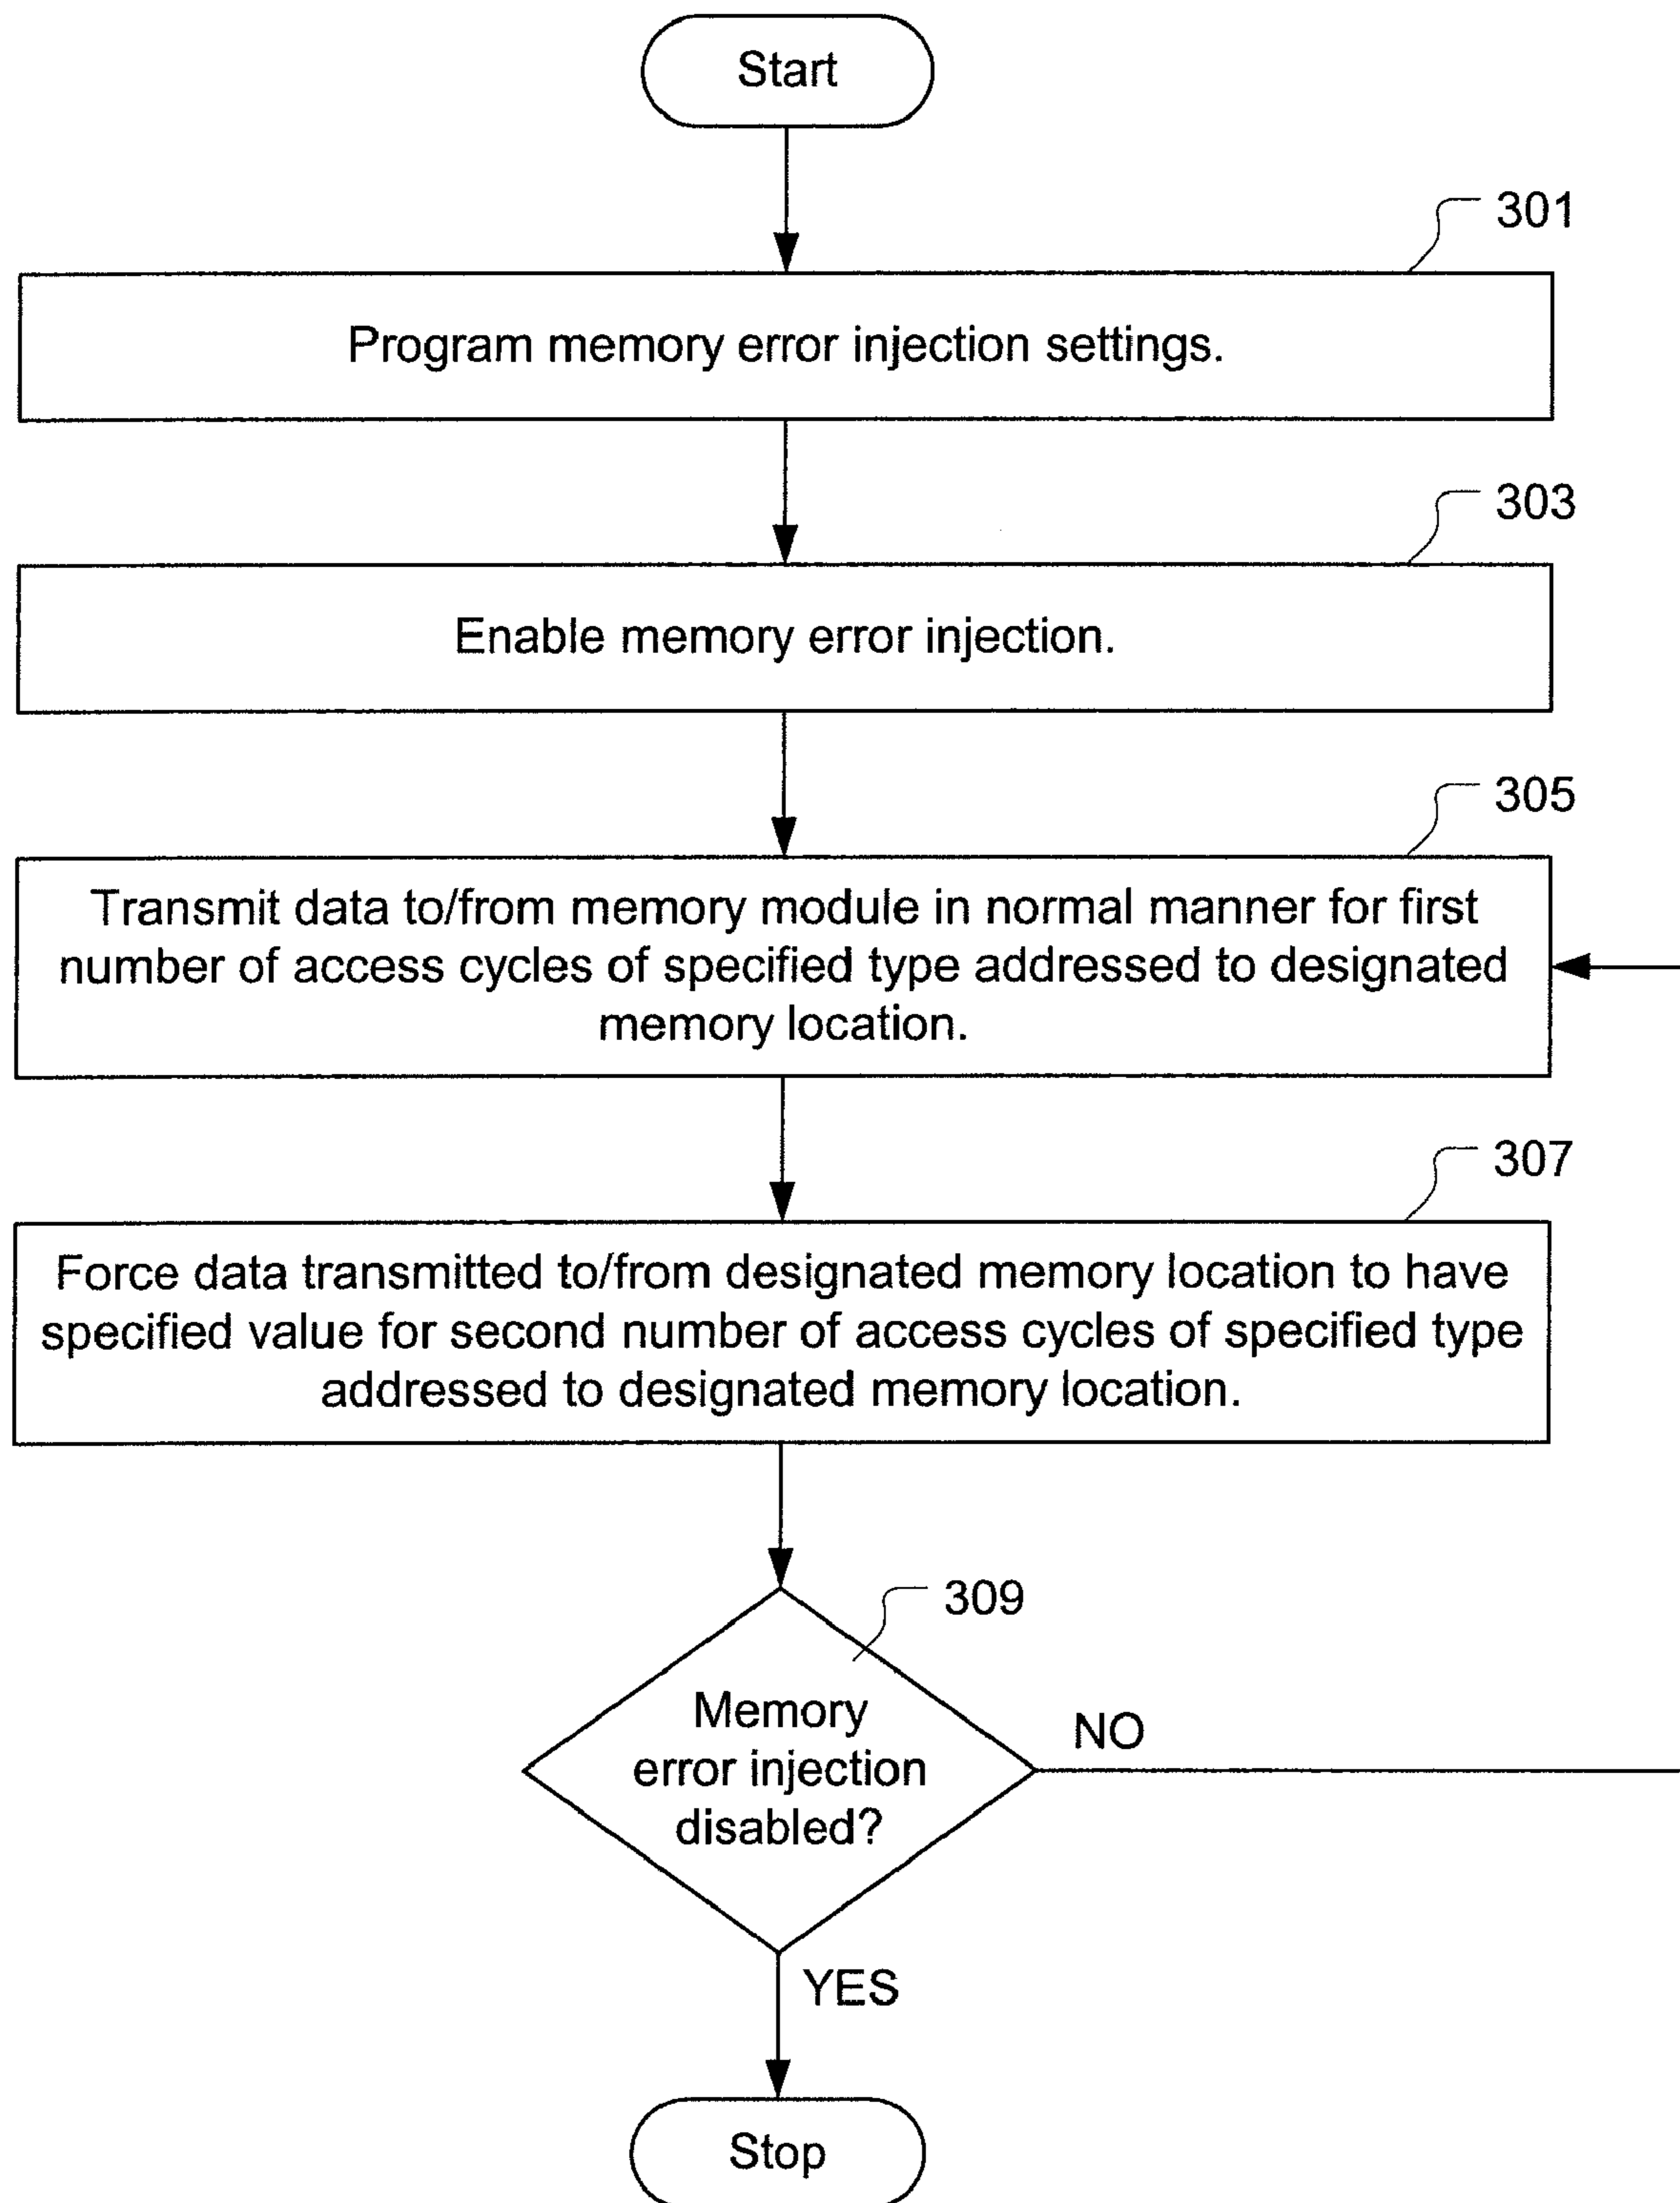 Start
301
Program memory error injection settings.
303
Enable memory error injection.
305
Transmit data to/from memory module in normal manner for first
number of access cycles of specified type addressed to designated
memory location.
307
Force data transmitted to/from designated memory location to have
specified value for second number of access cycles of specified type
addressed to designated memory location.
309
Memory
error injection
disabled?
NO
YES
Stop